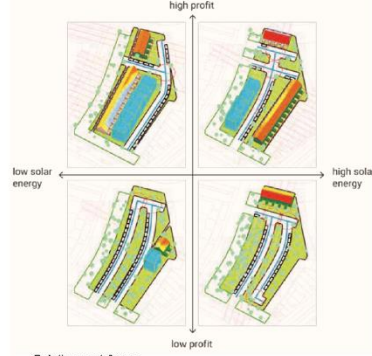 high profit
low solar
energy
high sola
energy
low profit